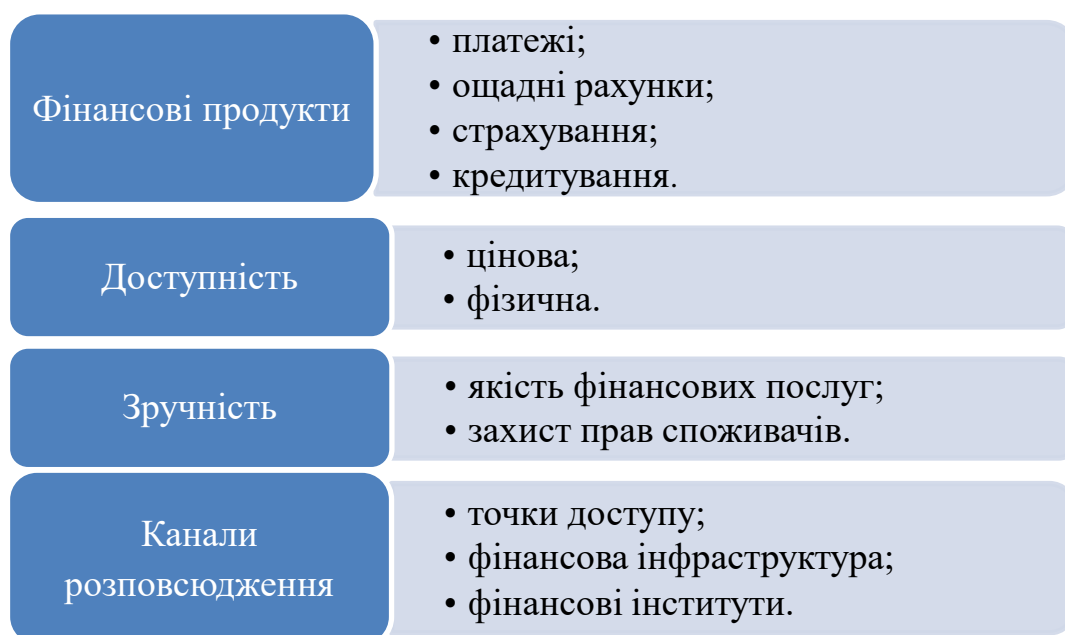 Фінансові продукти
• платежі;
• ощадні рахунки;
• страхування;
• кредитування.
Доступність
• цінова;
• фізична.
Зручність
• якість фінансових послуг;
• захист прав споживачів.
Канали
розповсюдження
• точки доступу;
• фінансова інфраструктура;
• фінансові інститути.